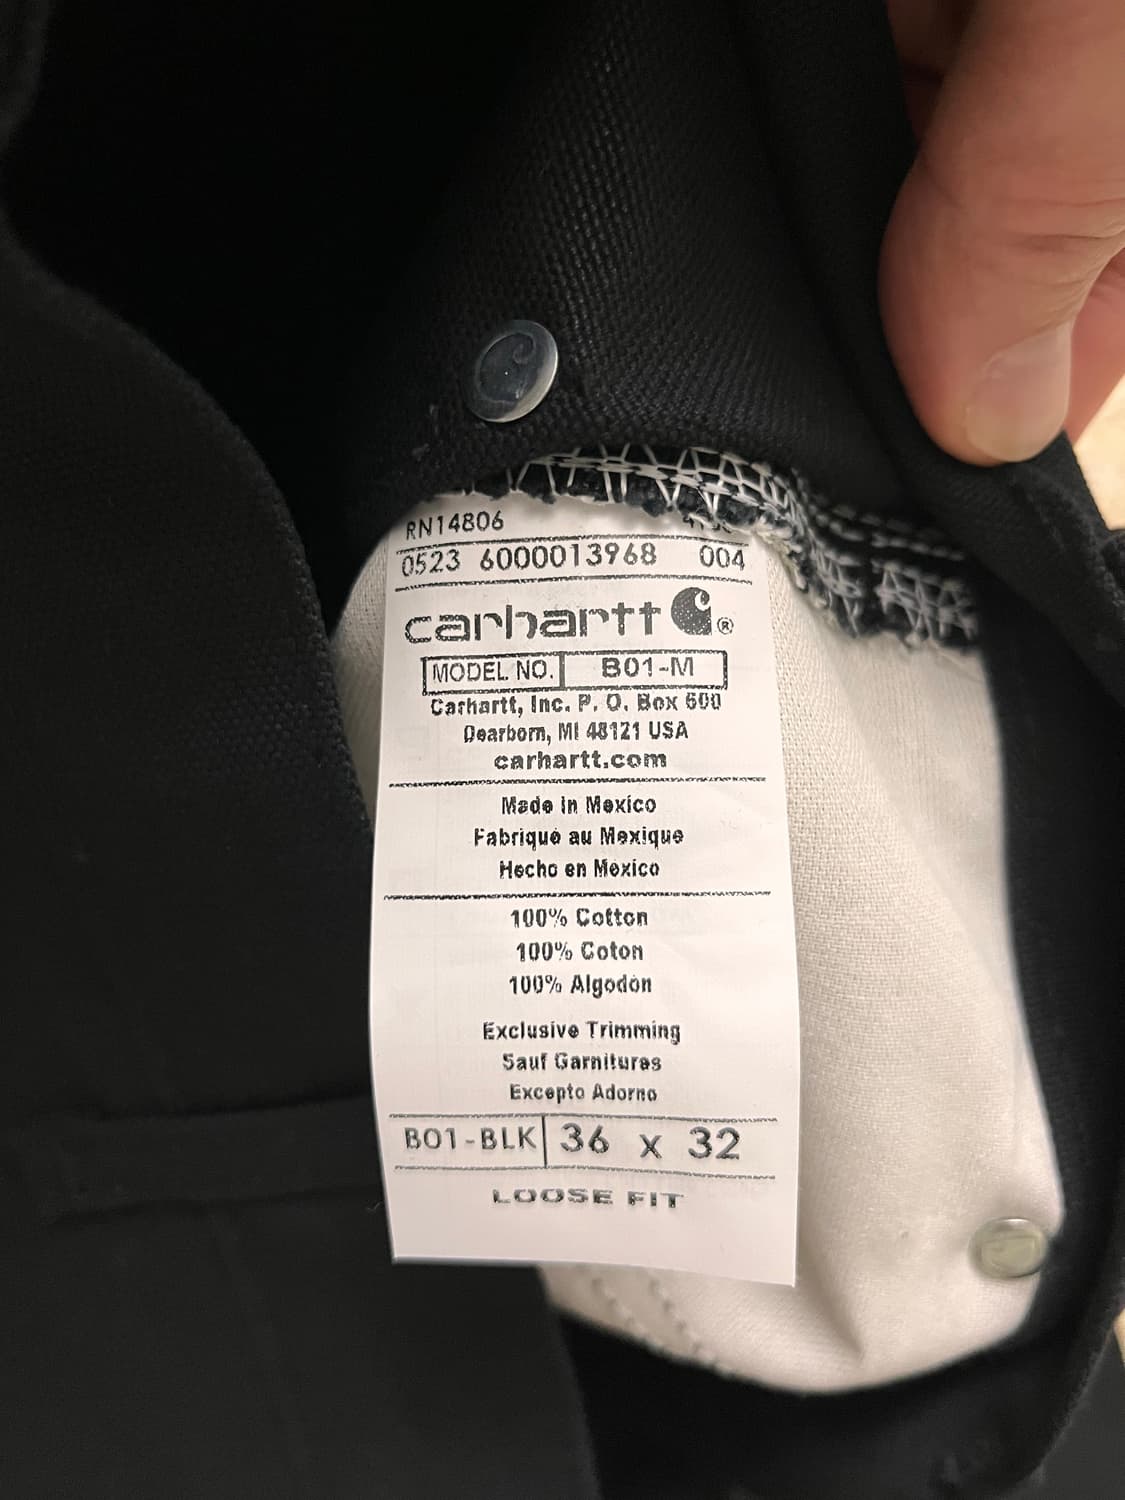 RN14806
0523 6000013968 004
carhartt ®
MODEL NO. B01-M
Carhartt, Inc. P. O. Box 600
Dearborn, MI 48121 USA
carhartt.com
Made in Mexico
Fabriqué au Mexique
Hecho en Mexico
100% Cotton
100% Coton
100% Algodón
Exclusive Trimming
Sauf Garnitures
Excepto Adorno
B01-BLK 36 x 32
LOOSE FIT